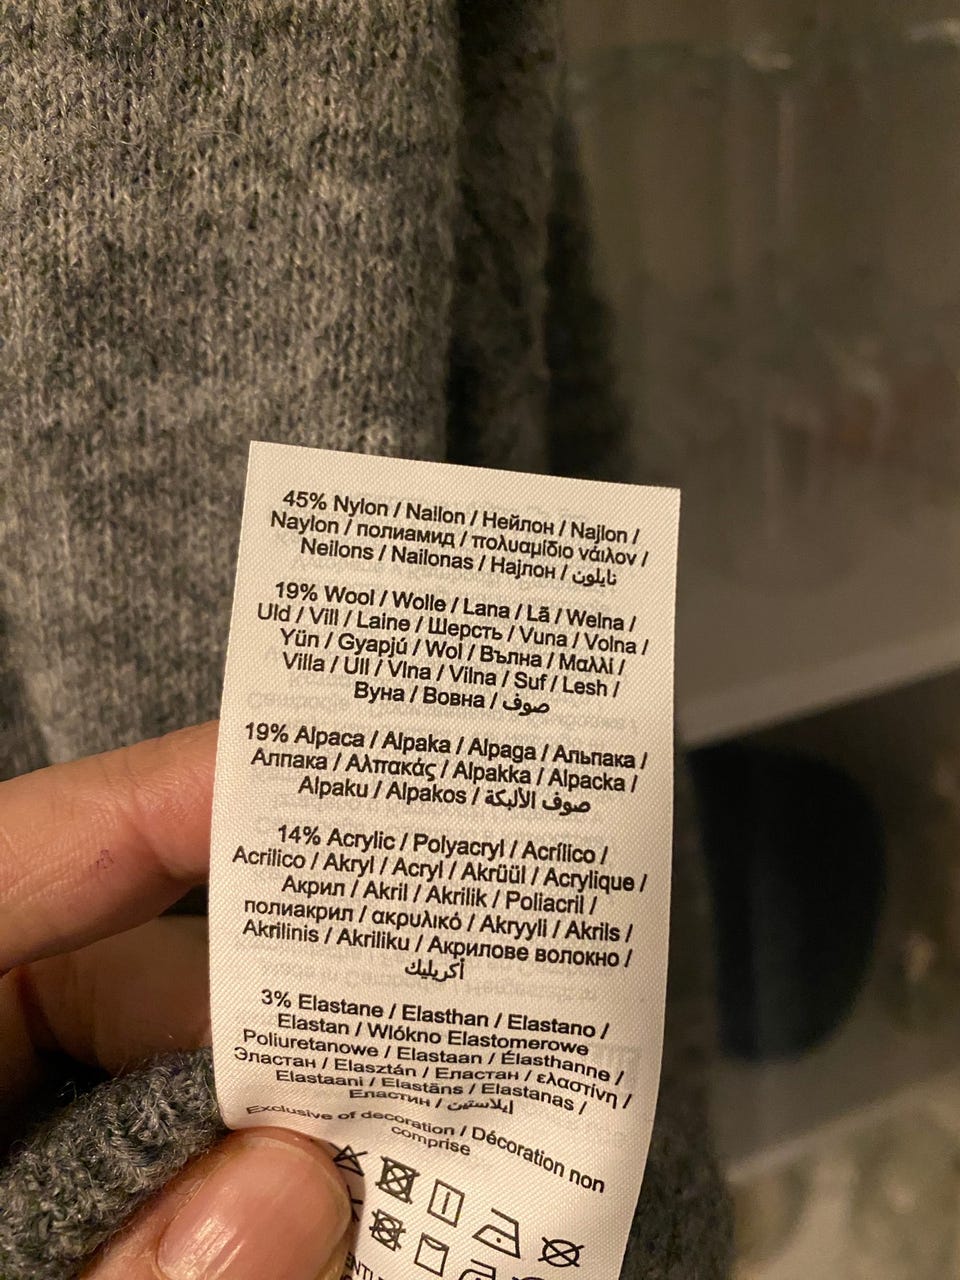 45% Nylon / Nailon / Нейлон / Najlon /
Naylon / полиамид / πολυαμίδιο νάιλον /
Neilons / Nailonas / Најлон / نايلون
19% Wool / Wolle / Lana / Lã / Welna /
Uld / Vill / Laine / Шерсть / Vuna / Volna /
Yün / Gyapjú / Wol / Вълна / Μαλλί /
Villa / Ull / Vlna / Vilna / Suf / Lesh /
Вуна / Вовна / صوف
19% Alpaca / Alpaka / Alpaga / Альпака /
Алпака / Αλπακάς / Alpakka / Alpacka /
Alpaku / Alpakos / صوف الألبكة
14% Acrylic / Polyacryl / Acrílico /
Acrilico / Akryl / Acryl / Akrüül / Acrylique /
Акрил / Akril / Akrilik / Poliacril /
полиакрил / ακρυλικό / Akryyli / Akrils /
Akrilinis / Akriliku / Акрилове волокно /
أكريليك
3% Elastane / Elasthan / Elastano /
Elastan / Wlókno Elastomerowe
Poliuretanowe / Elastaan / Élasthanne /
Эластан / Elasztán / Еластан / ελαστίνη /
Elastaani / Elastāns / Elastanas /
Еластин / ايلاستين
Exclusive of decoration / Décoration non
comprise